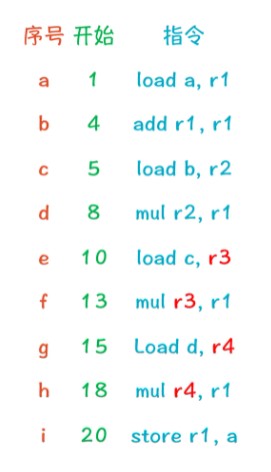 序号 开始 指令
a 1 load a, r1
b 4 add r1, r1
c 5 load b, r2
d 8 mul r2, r1
e 10 load c, r3
f 13 mul r3, r1
g 15 Load d, r4
h 18 mul r4, r1
i 20 store r1, a